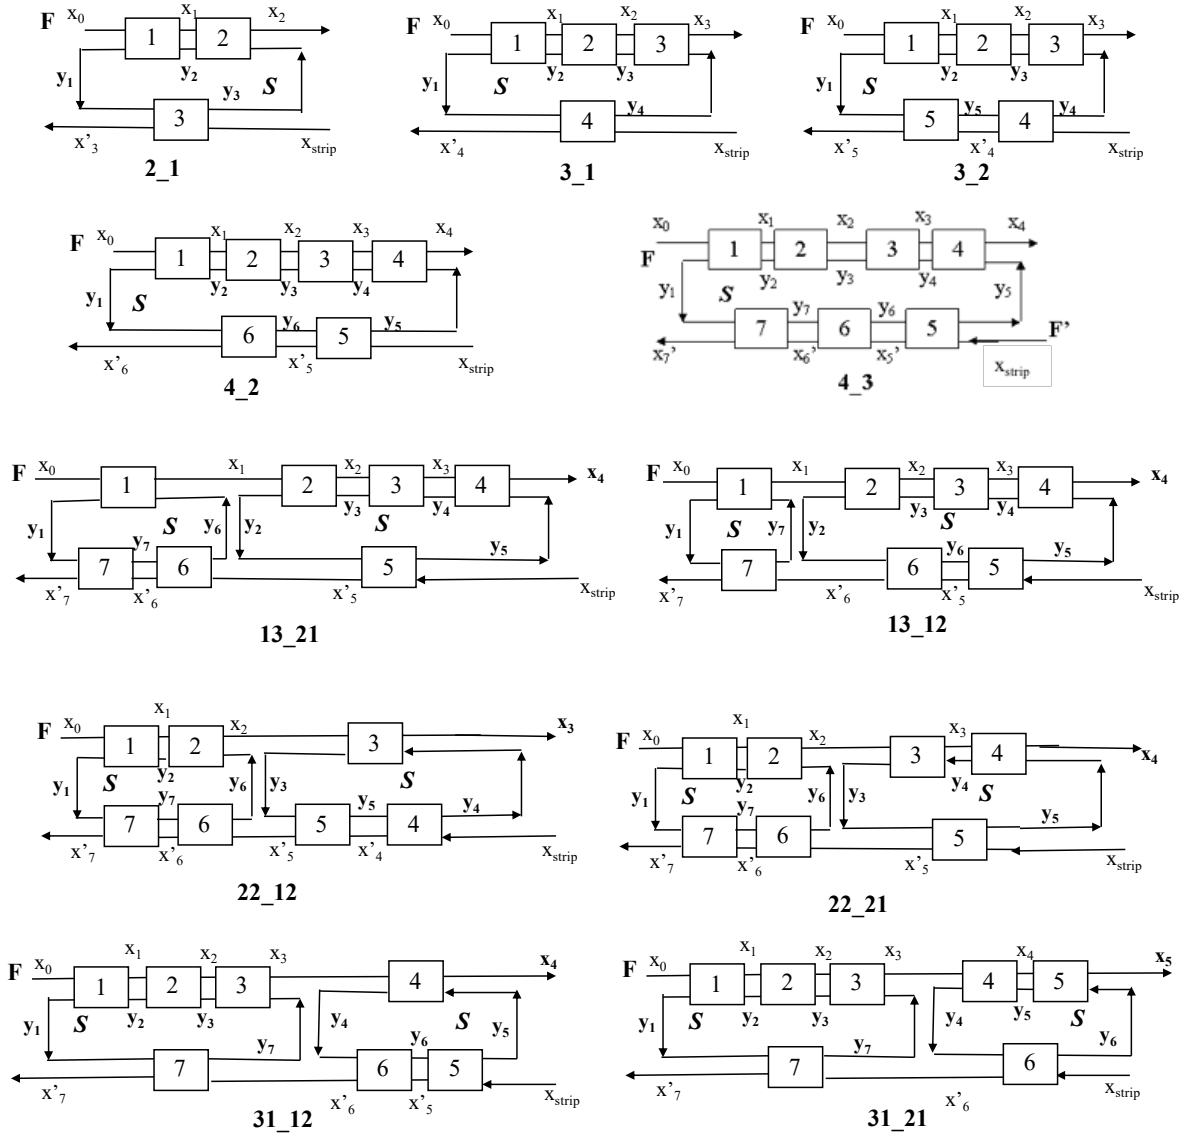 x₀ x₁ x₂
F 1 2
y₁ y₂ y₃ S
3
x'₃ x_strip
2_1
x₀ x₁ x₂ x₃
F 1 2 3
y₁ S y₂ y₃ y₄
4
x'₄ x_strip
3_1
x₀ x₁ x₂ x₃
F 1 2 3
y₁ S y₂ y₃
5 y₅ 4 y₄
x'₅ x'₄ x_strip
3_2
F x₀ x₁ x₂ x₃ x₄
1 2 3 4
y₁ S y₂ y₃ y₄
6 y₆ 5 y₅
x'₆ x'₅ x_strip
4_2
x₀ x₁ x₂ x₃ x₄
F 1 2 3 4
y₁ S y₂ y₃ y₄ y₅
7 y₇ 6 y₆ 5 F'
x₇' x₆' x₅' x_strip
4_3
F x₀ x₁ x₂ x₃ x₄
1 2 3 4
y₁ S y₆ y₂ y₃ S y₄
7 y₇ 6 5 y₅
x'₇ x'₆ x'₅ x_strip
13_21
F x₀ x₁ x₂ x₃ x₄
1 2 3 4
y₁ S y₇ y₂ y₃ S y₄
7 6 y₆ 5 y₅
x'₇ x'₆ x'₅ x_strip
13_12
F x₀ x₁ x₂ x₃
1 2 3
y₁ S y₂ y₆ y₃ S
7 y₇ 6 5 y₅ 4 y₄
x'₇ x'₆ x'₅ x'₄ x_strip
22_12
F x₀ x₁ x₂ x₃ x₄
1 2 3 4
y₁ S y₂ y₆ y₃ y₄ S
7 y₇ 6 5 y₅
x'₇ x'₆ x'₅ x_strip
22_21
F x₀ x₁ x₂ x₃ x₄
1 2 3 4
y₁ S y₂ y₃ y₄ S y₅
7 y₇ 6 y₆ 5
x'₇ x'₆ x'₅ x_strip
31_12
F x₀ x₁ x₂ x₃ x₄ x₅
1 2 3 4 5
y₁ S y₂ y₃ y₄ y₅ S
7 y₇ 6 y₆
x'₇ x'₆ x_strip
31_21